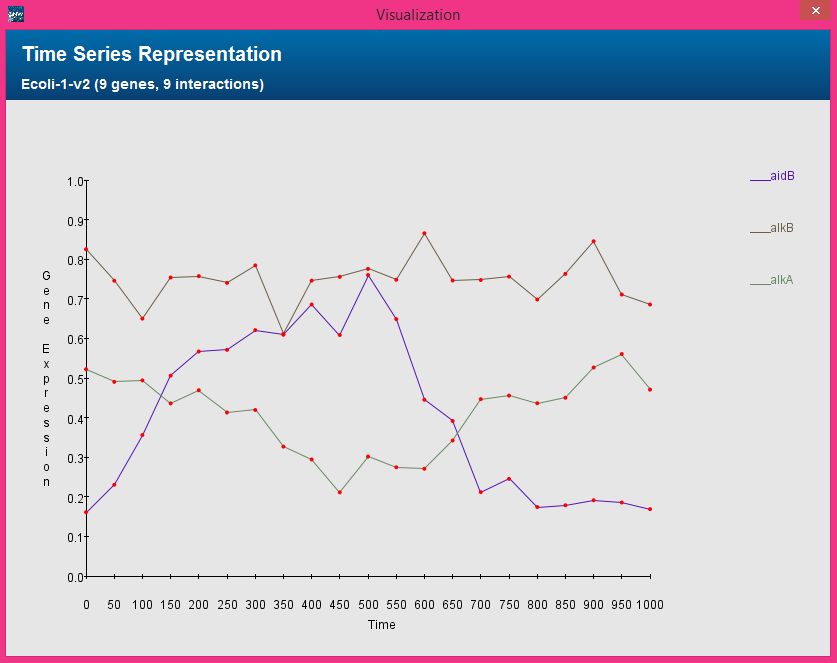 Visualization
Time Series Representation
Ecoli-1-v2 (9 genes, 9 interactions)
aidB
alkB
alkA
Gene Expression
1.0
0.9
0.8
0.7
0.6
0.5
0.4
0.3
0.2
0.1
0.0
0 50 100 150 200 250 300 350 400 450 500 550 600 650 700 750 800 850 900 950 1000
Time